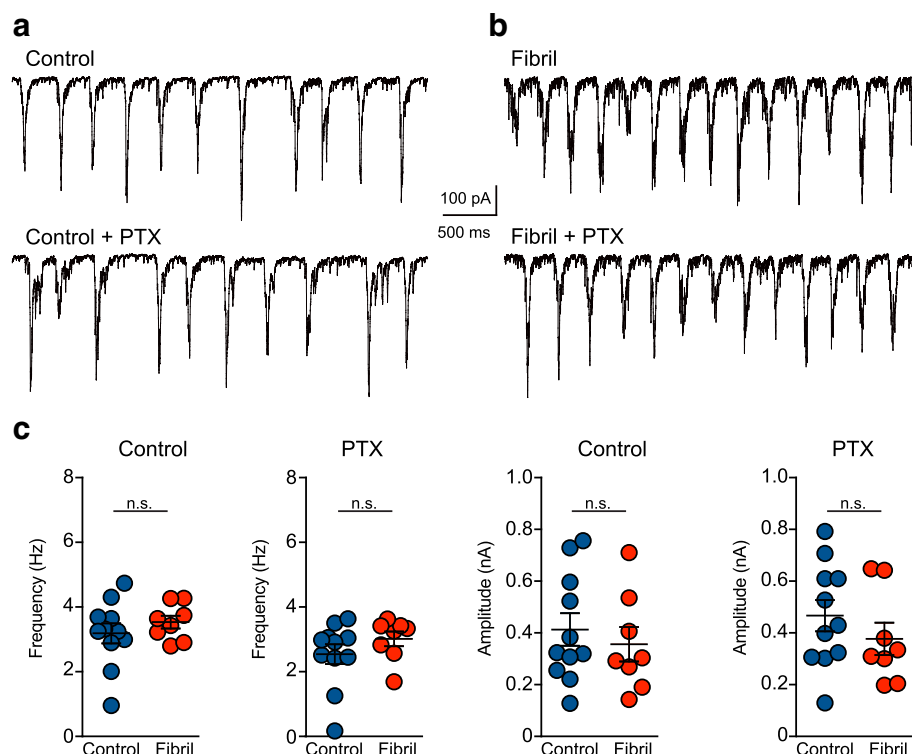 a
b
Control
Fibril
100 pA
500 ms
Control + PTX
Fibril + PTX
c
Control
PTX
Control
PTX
8
6
4
2
0
Frequency (Hz)
n.s.
Control
Fibril
8
6
4
2
0
Frequency (Hz)
n.s.
Control
Fibril
1.0
0.8
0.6
0.4
0.2
0
Amplitude (nA)
n.s.
Control
Fibril
1.0
0.8
0.6
0.4
0.2
0
Amplitude (nA)
n.s.
Control
Fibril